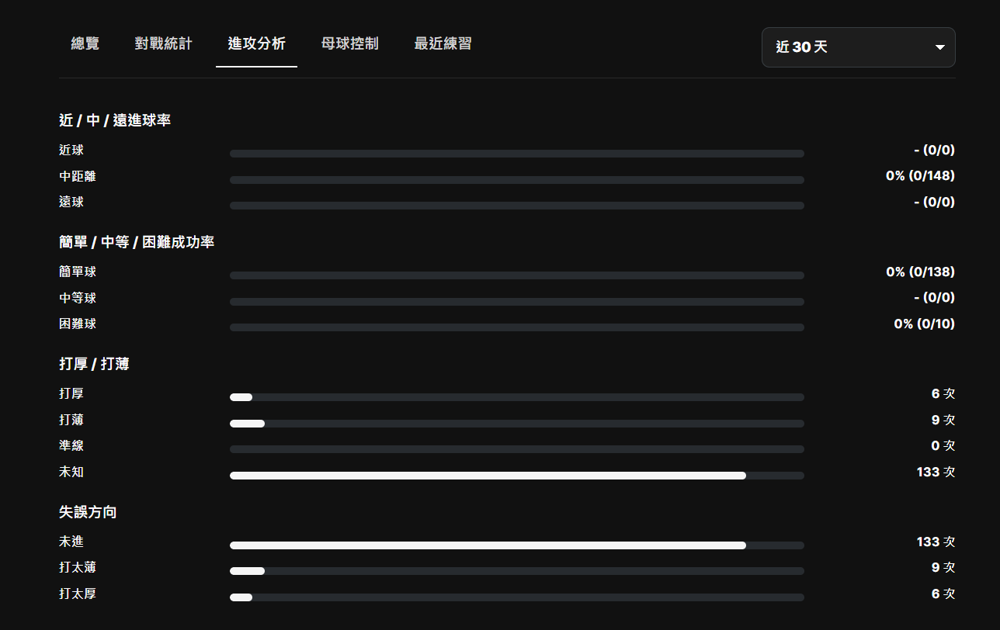 總覽 對戰統計 進攻分析 母球控制 最近練習 近 30 天
近 / 中 / 遠進球率
近球 - (0/0)
中距離 0% (0/148)
遠球 - (0/0)
簡單 / 中等 / 困難成功率
簡單球 0% (0/138)
中等球 - (0/0)
困難球 0% (0/10)
打厚 / 打薄
打厚 6 次
打薄 9 次
準線 0 次
未知 133 次
失誤方向
未進 133 次
打太薄 9 次
打太厚 6 次